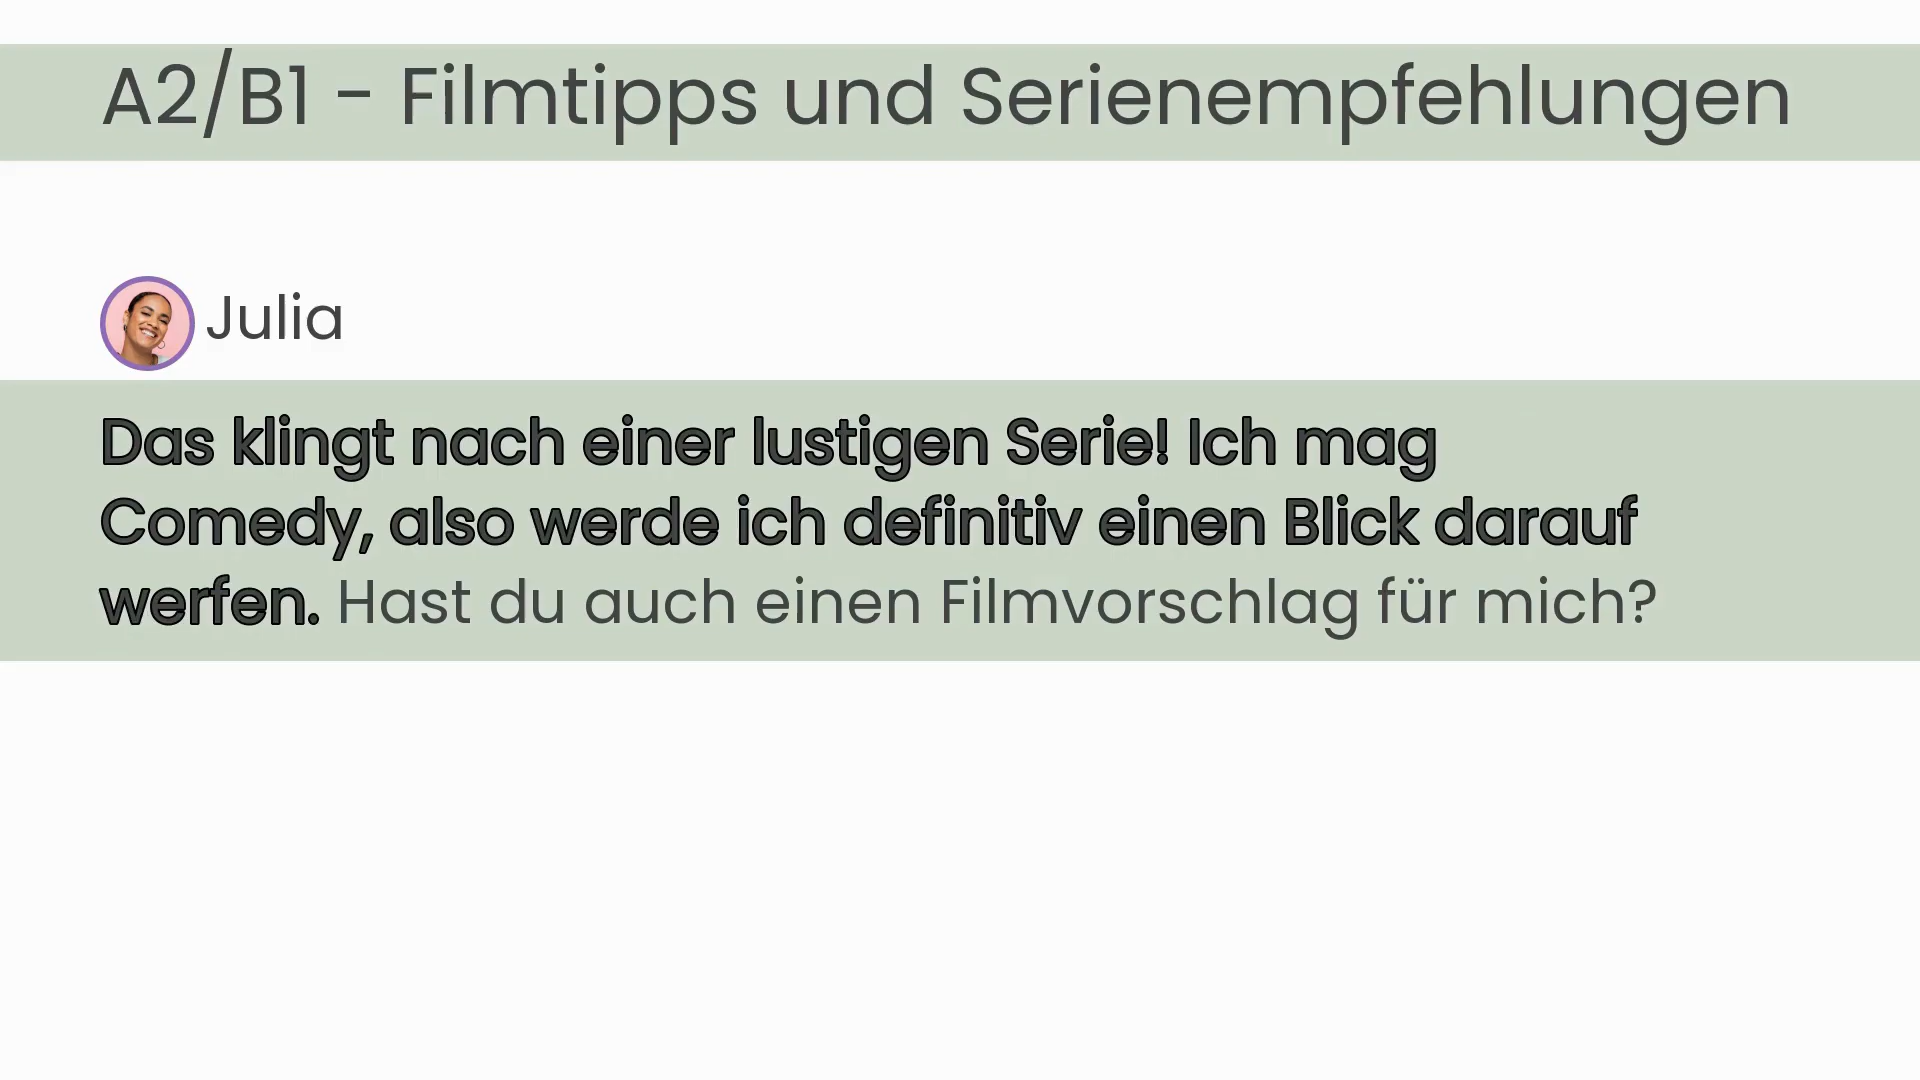 A2/B1 - Filmtipps und Serienempfehlungen
Julia
Das klingt nach einer lustigen Serie! Ich mag
Comedy, also werde ich definitiv einen Blick darauf
werfen. Hast du auch einen Filmvorschlag für mich?